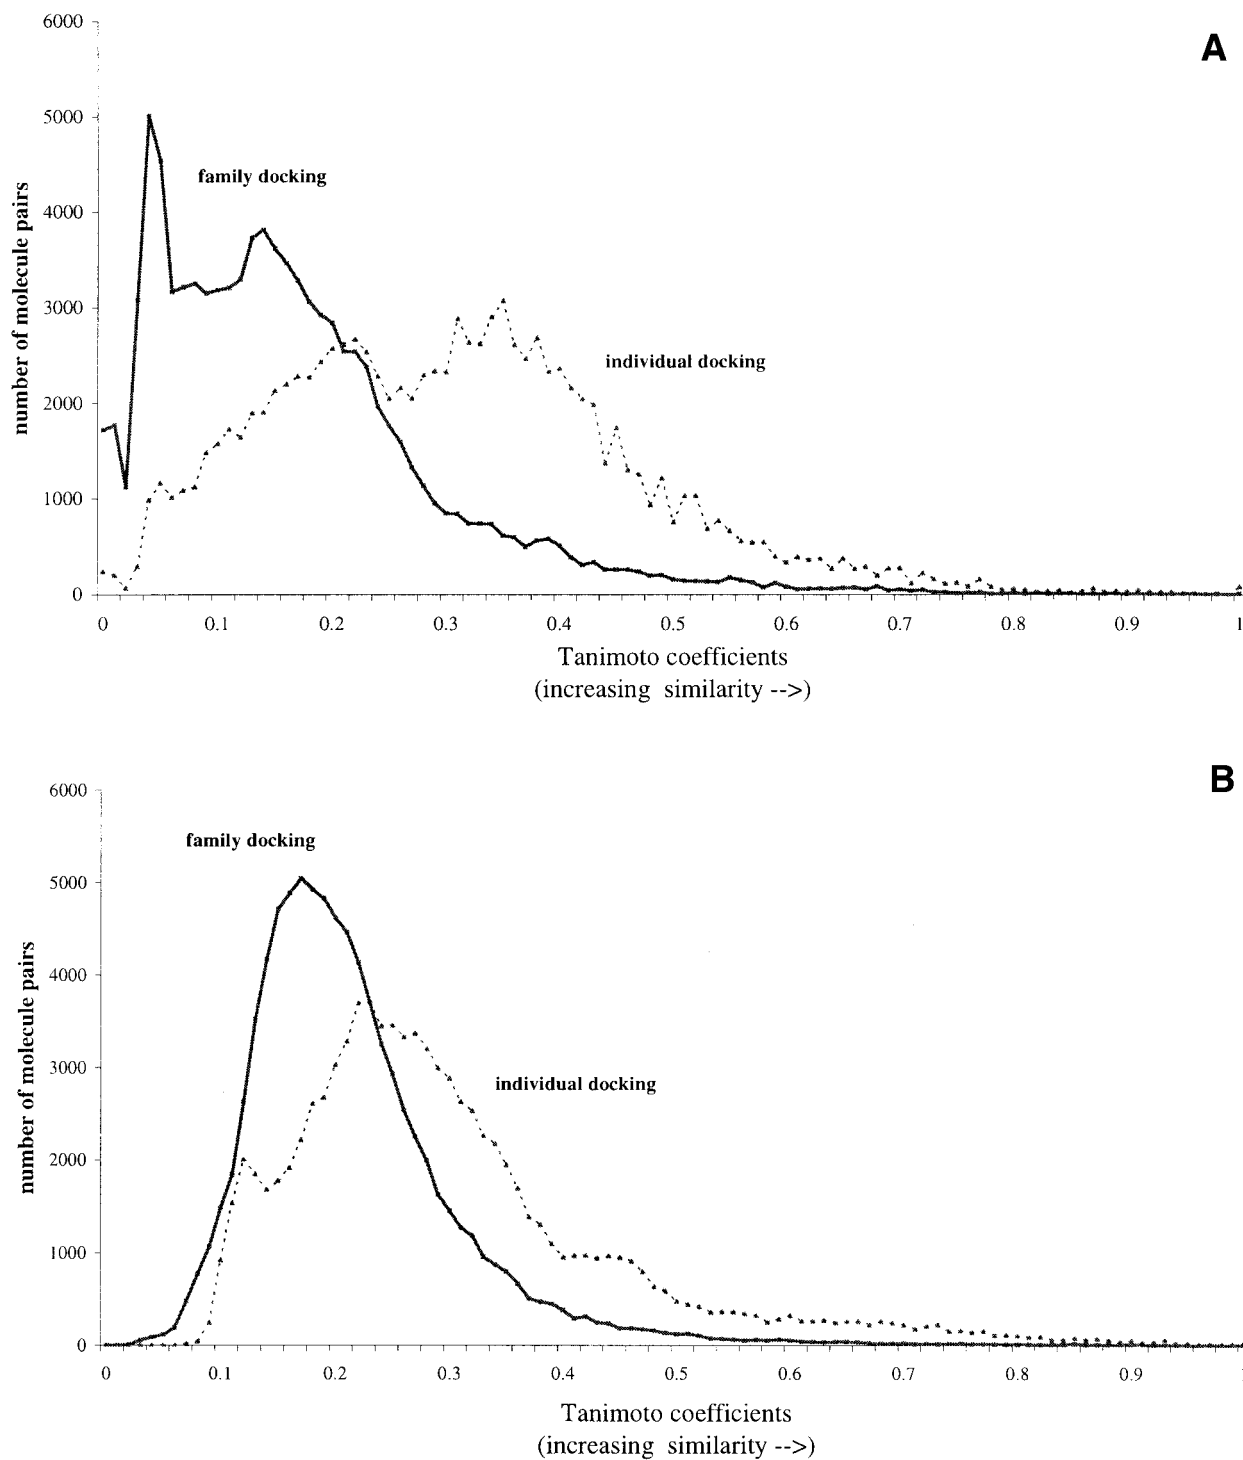 A
6000
5000
4000
3000
2000
1000
0
number of molecule pairs
family docking
individual docking
0 0.1 0.2 0.3 0.4 0.5 0.6 0.7 0.8 0.9 1
Tanimoto coefficients
(increasing similarity -->)
B
6000
5000
4000
3000
2000
1000
0
number of molecule pairs
family docking
individual docking
0 0.1 0.2 0.3 0.4 0.5 0.6 0.7 0.8 0.9
Tanimoto coefficients
(increasing similarity -->)